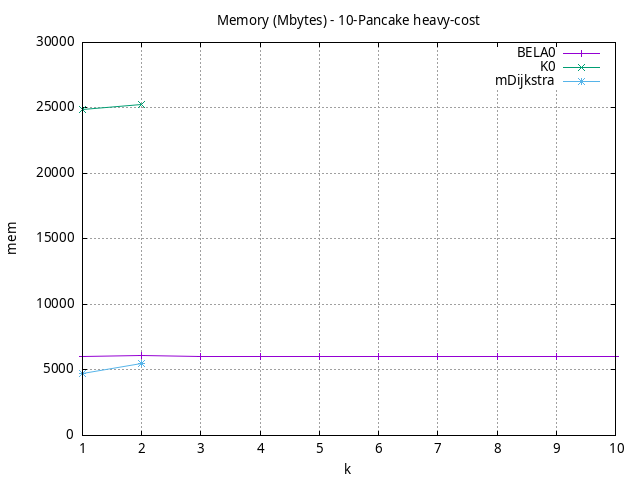 Memory (Mbytes) - 10-Pancake heavy-cost
30000
25000
20000
15000
10000
5000
0
mem
BELA0
K0
mDijkstra
1 2 3 4 5 6 7 8 9 10
k